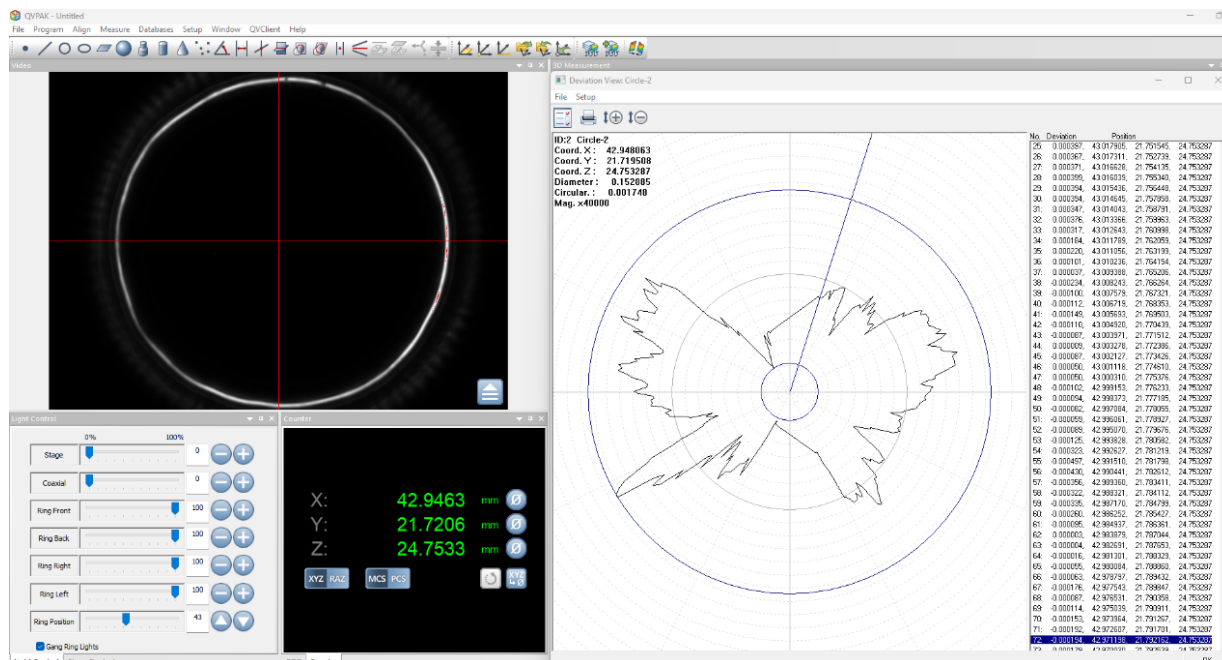 QVPAK - Untitled
File Program Align Measure Databases Setup Window QVClient Help
Video
3D Measurement
Deviation View: Circle-2
File Setup
ID:2 Circle-2
Coord. X : 42.948063
Coord. Y : 21.719508
Coord. Z : 24.753287
Diameter : 0.152885
Circular. : 0.001748
Mag. x40000
No. Deviation Position
25: 0.000397, 43.017905, 21.751545, 24.753287
26: 0.000367, 43.017311, 21.752739, 24.753287
27: 0.000371, 43.016628, 21.754135, 24.753287
28: 0.000399, 43.016039, 21.755340, 24.753287
29: 0.000394, 43.015436, 21.756448, 24.753287
30: 0.000394, 43.014645, 21.757858, 24.753287
31: 0.000347, 43.014043, 21.758791, 24.753287
32: 0.000376, 43.013366, 21.759963, 24.753287
33: 0.000317, 43.012643, 21.760998, 24.753287
34: 0.000184, 43.011789, 21.762059, 24.753287
35: 0.000220, 43.011056, 21.763199, 24.753287
36: 0.000101, 43.010236, 21.764154, 24.753287
37: 0.000037, 43.009388, 21.765206, 24.753287
38: -0.000234, 43.008243, 21.766264, 24.753287
39: -0.000100, 43.007579, 21.767321, 24.753287
40: -0.000112, 43.006719, 21.768353, 24.753287
41: -0.000149, 43.005693, 21.769503, 24.753287
42: -0.000110, 43.004920, 21.770439, 24.753287
43: -0.000093, 43.003971, 21.771512, 24.753287
44: 0.000009, 43.003278, 21.772386, 24.753287
45: -0.000087, 43.002127, 21.773426, 24.753287
46: 0.000050, 43.001118, 21.774610, 24.753287
47: 0.000050, 43.000310, 21.775376, 24.753287
48: -0.000102, 42.999153, 21.776233, 24.753287
49: 0.000094, 42.998373, 21.777185, 24.753287
50: -0.000082, 42.997084, 21.778055, 24.753287
51: -0.000059, 42.996061, 21.778927, 24.753287
52: -0.000089, 42.995070, 21.779676, 24.753287
53: -0.000125, 42.993828, 21.780582, 24.753287
54: -0.000323, 42.992627, 21.781219, 24.753287
55: -0.000497, 42.991510, 21.781798, 24.753287
56: -0.000430, 42.990441, 21.782612, 24.753287
57: -0.000356, 42.989360, 21.783411, 24.753287
58: -0.000322, 42.988321, 21.784112, 24.753287
59: -0.000335, 42.987170, 21.784799, 24.753287
60: -0.000260, 42.986252, 21.785427, 24.753287
61: -0.000095, 42.984937, 21.786361, 24.753287
62: 0.000003, 42.983879, 21.787044, 24.753287
63: -0.000004, 42.982691, 21.787653, 24.753287
64: -0.000016, 42.981301, 21.788329, 24.753287
65: -0.000055, 42.980084, 21.788860, 24.753287
66: -0.000063, 42.978797, 21.789432, 24.753287
67: -0.000176, 42.977543, 21.789847, 24.753287
68: -0.000087, 42.976531, 21.790358, 24.753287
69: -0.000114, 42.975039, 21.790911, 24.753287
70: -0.000153, 42.973964, 21.791267, 24.753287
71: -0.000192, 42.972607, 21.791701, 24.753287
72: -0.000194, 42.971198, 21.792162, 24.753287
Light Control
Counter
0% 100%
Stage 0
Coaxial 0
Ring Front 100
Ring Back 100
Ring Right 100
Ring Left 100
Ring Position 43
Gang Ring Lights
X: 42.9463 mm
Y: 21.7206 mm
Z: 24.7533 mm
XYZ RAZ MCS PCS XYZ